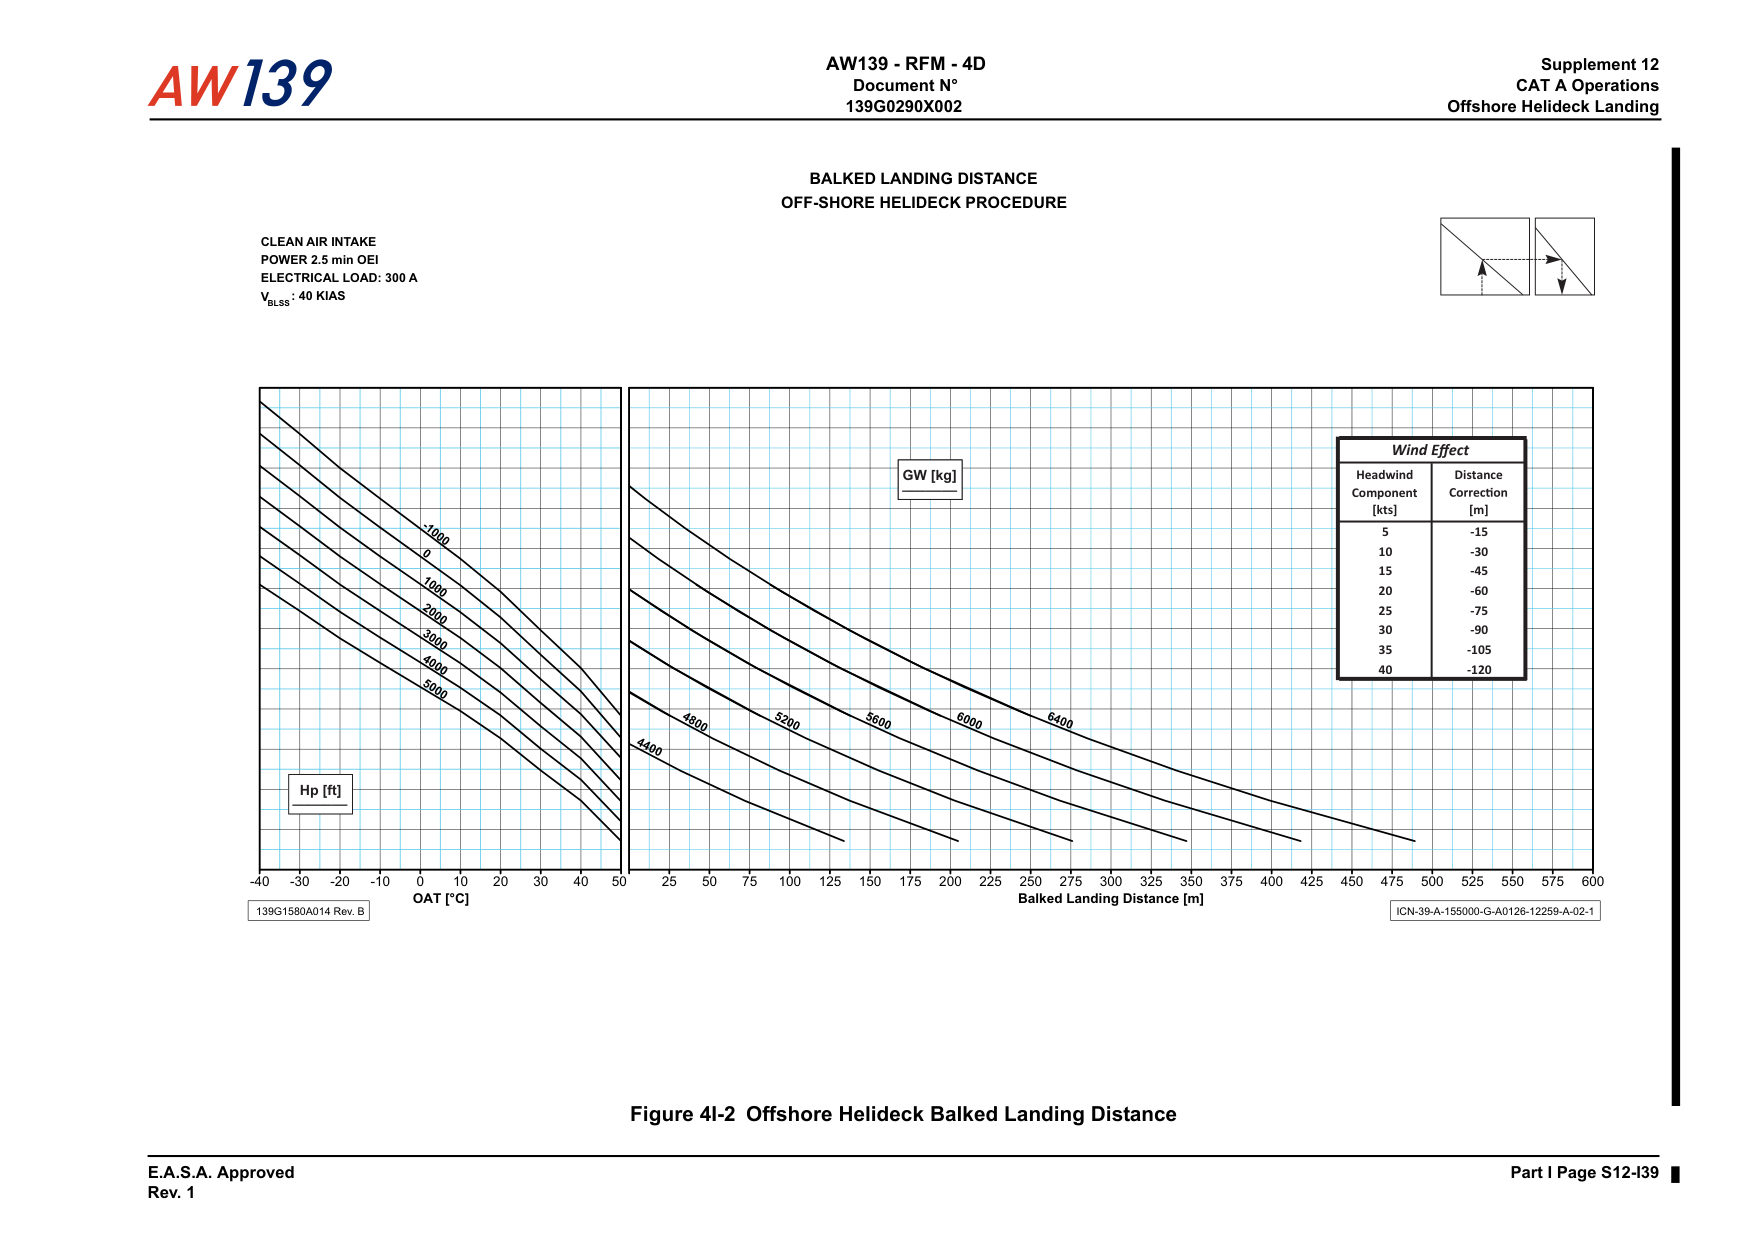 AW139
AW139 - RFM - 4D
Document N°
139G0290X002
Supplement 12
CAT A Operations
Offshore Helideck Landing
BALKED LANDING DISTANCE
OFF-SHORE HELIDECK PROCEDURE
CLEAN AIR INTAKE
POWER 2.5 min OEI
ELECTRICAL LOAD: 300 A
VBLSS : 40 KIAS
-1000
0
1000
2000
3000
4000
5000
Hp [ft]
GW [kg]
4400
4800
5200
5600
6000
6400
Wind Effect
Headwind Component [kts] Distance Correction [m]
5 -15
10 -30
15 -45
20 -60
25 -75
30 -90
35 -105
40 -120
-40 -30 -20 -10 0 10 20 30 40 50 25 50 75 100 125 150 175 200 225 250 275 300 325 350 375 400 425 450 475 500 525 550 575 600
OAT [°C]
Balked Landing Distance [m]
139G1580A014 Rev. B
ICN-39-A-155000-G-A0126-12259-A-02-1
Figure 4I-2 Offshore Helideck Balked Landing Distance
E.A.S.A. Approved
Rev. 1
Part I Page S12-I39